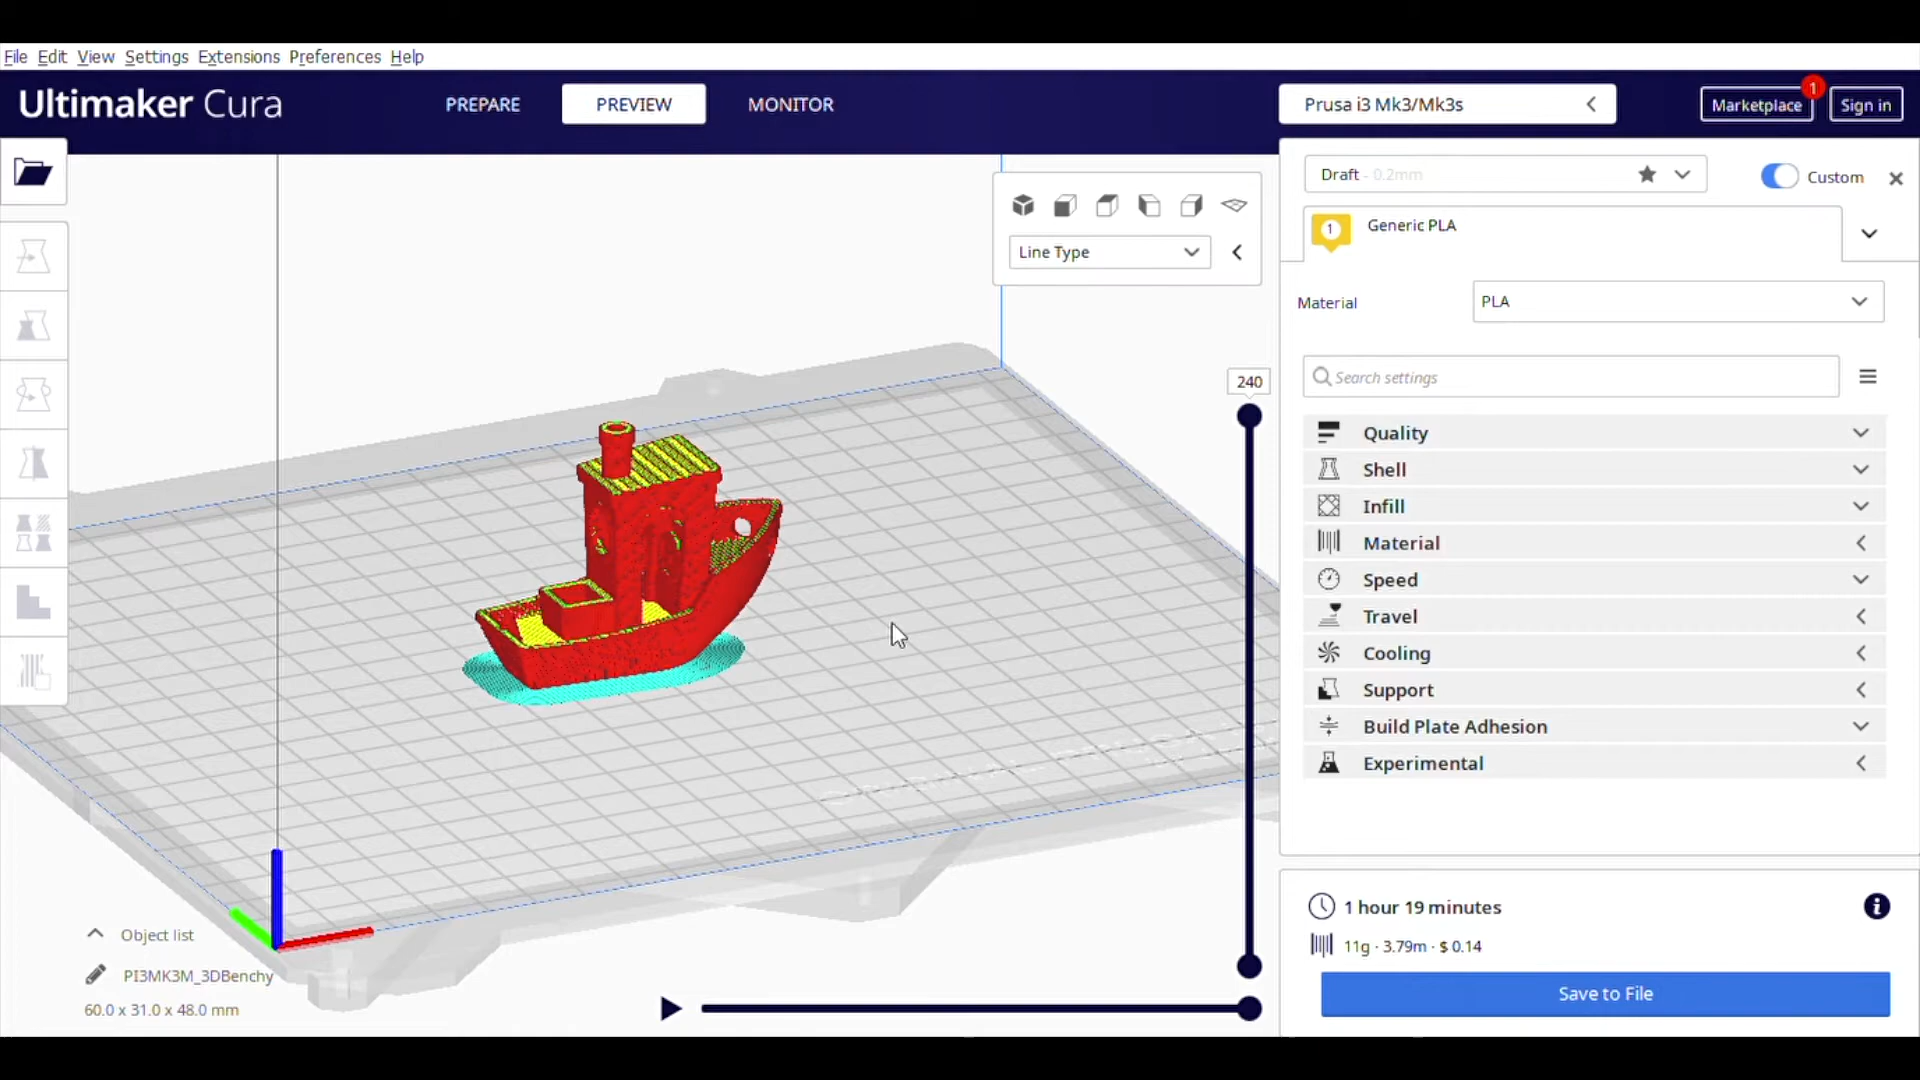 File Edit View Settings Extensions Preferences Help
Ultimaker Cura
PREPARE PREVIEW MONITOR
Prusa i3 Mk3/Mk3s
Marketplace
1
Sign in
Draft - 0.2mm
Custom
1
Generic PLA
Line Type
Material PLA
Search settings
240
Quality
Shell
Infill
Material
Speed
Travel
Cooling
Support
Build Plate Adhesion
Experimental
Object list
PI3MK3M_3DBenchy
60.0 x 31.0 x 48.0 mm
1 hour 19 minutes
11g · 3.79m · $ 0.14
Save to File